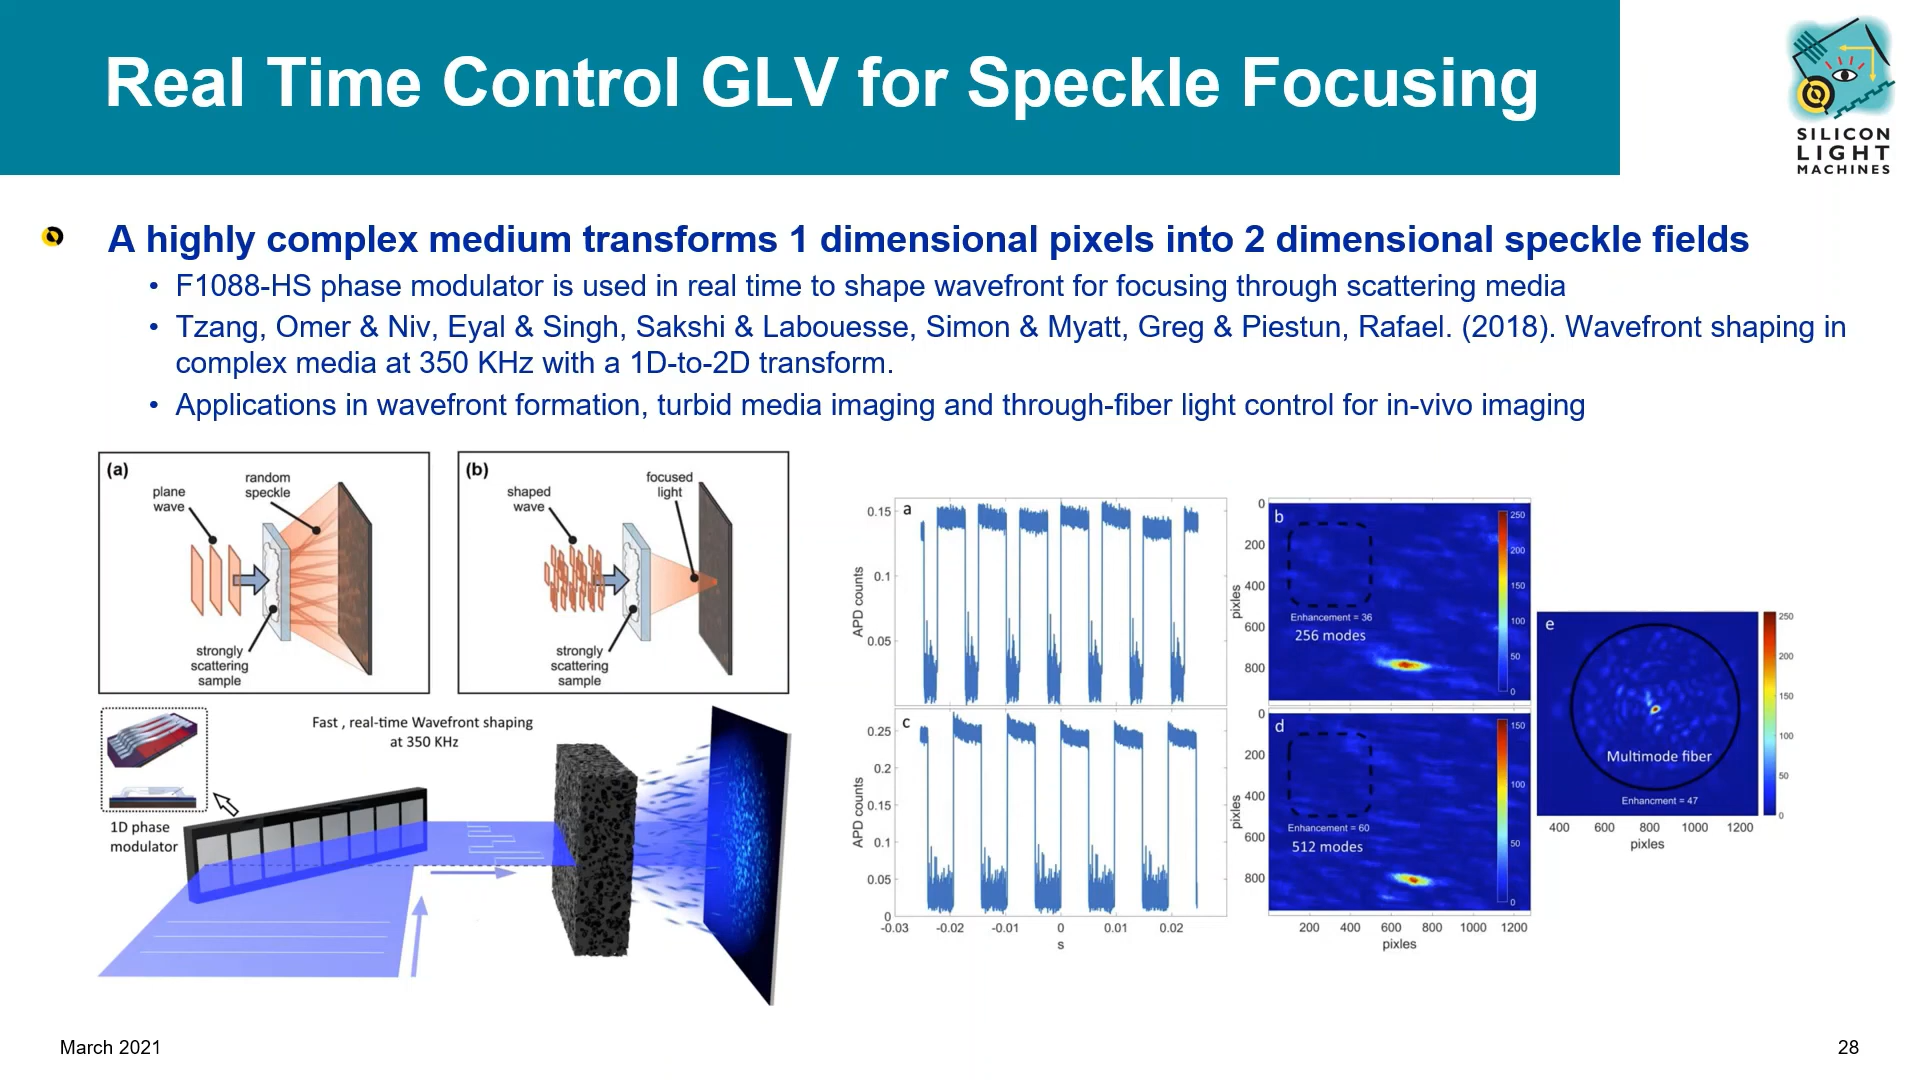 Real Time Control GLV for Speckle Focusing
SILICON
LIGHT
MACHINES
A highly complex medium transforms 1 dimensional pixels into 2 dimensional speckle fields
• F1088-HS phase modulator is used in real time to shape wavefront for focusing through scattering media
• Tzang, Omer & Niv, Eyal & Singh, Sakshi & Labouesse, Simon & Myatt, Greg & Piestun, Rafael. (2018). Wavefront shaping in
complex media at 350 KHz with a 1D-to-2D transform.
• Applications in wavefront formation, turbid media imaging and through-fiber light control for in-vivo imaging
(a)
plane
wave
random
speckle
strongly
scattering
sample
(b)
shaped
wave
focused
light
strongly
scattering
sample
Fast , real-time Wavefront shaping
at 350 KHz
1D phase
modulator
a
0.15
0.1
0.05
APD counts
c
0.25
0.2
0.15
0.1
0.05
0
APD counts
-0.03 -0.02 -0.01 0 0.01 0.02
s
b
0
200
400
600
800
pixles
Enhancement = 36
256 modes
250
200
150
100
50
0
d
0
200
400
600
800
pixles
Enhancement = 60
512 modes
150
100
50
0
200 400 600 800 1000 1200
pixles
e
Multimode fiber
Enhancment = 47
250
200
150
100
50
0
400 600 800 1000 1200
pixles
March 2021
28